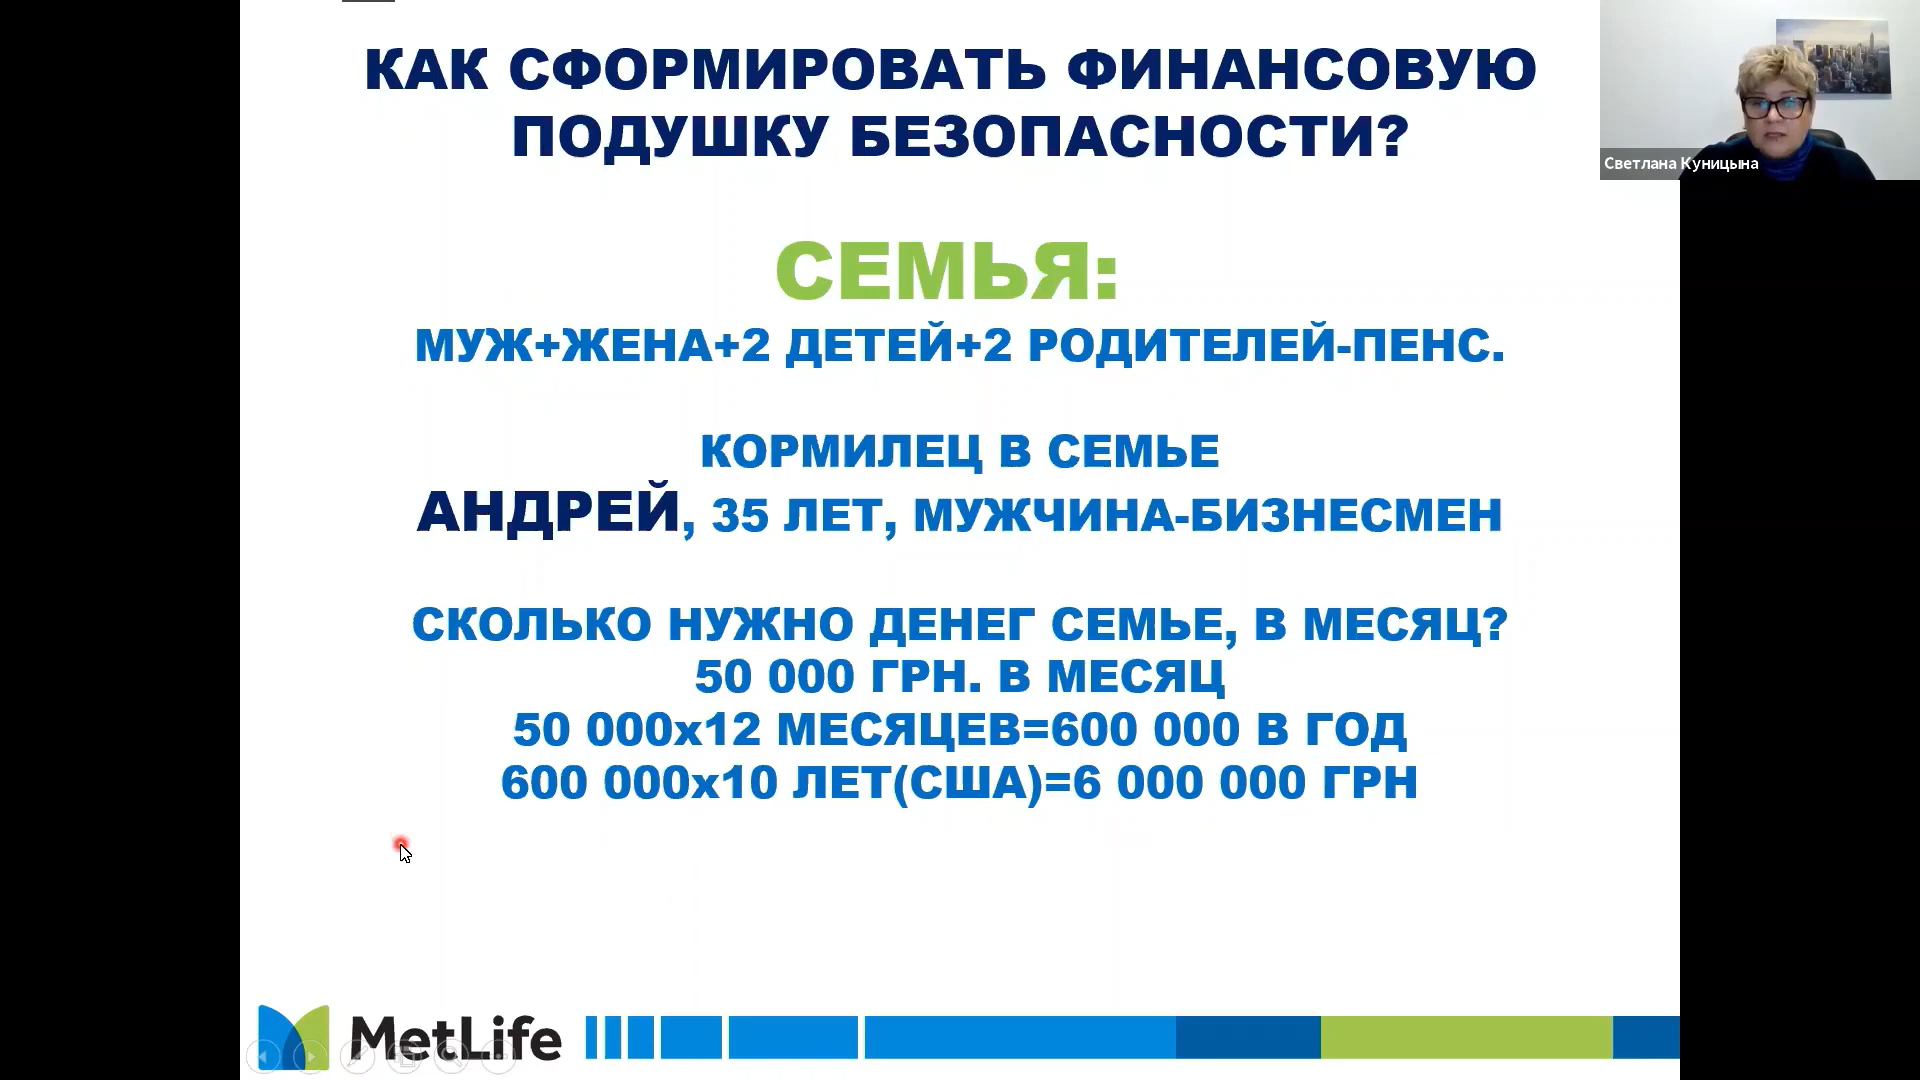 КАК СФОРМИРОВАТЬ ФИНАНСОВУЮ
ПОДУШКУ БЕЗОПАСНОСТИ?
Светлана Куницына
СЕМЬЯ:
МУЖ+ЖЕНА+2 ДЕТЕЙ+2 РОДИТЕЛЕЙ-ПЕНС.
КОРМИЛЕЦ В СЕМЬЕ
АНДРЕЙ, 35 ЛЕТ, МУЖЧИНА-БИЗНЕСМЕН
СКОЛЬКО НУЖНО ДЕНЕГ СЕМЬЕ, В МЕСЯЦ?
50 000 ГРН. В МЕСЯЦ
50 000х12 МЕСЯЦЕВ=600 000 В ГОД
600 000х10 ЛЕТ(США)=6 000 000 ГРН
MetLife